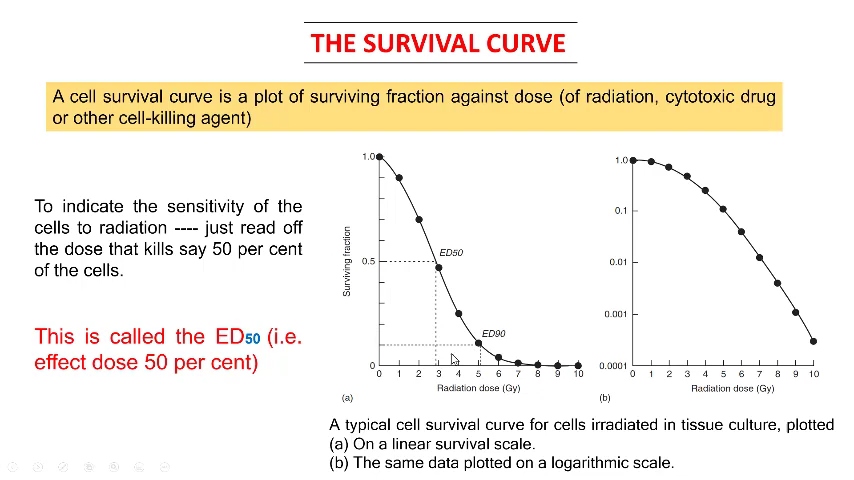 THE SURVIVAL CURVE
A cell survival curve is a plot of surviving fraction against dose (of radiation, cytotoxic drug
or other cell-killing agent)
To indicate the sensitivity of the
cells to radiation ---- just read off
the dose that kills say 50 per cent
of the cells.
This is called the ED50 (i.e.
effect dose 50 per cent)
1.0
0.5
0
Surviving fraction
ED50
ED90
0 1 2 3 4 5 6 7 8 9 10
Radiation dose (Gy)
(a)
1.0
0.1
0.01
0.001
0.0001
0 1 2 3 4 5 6 7 8 9 10
Radiation dose (Gy)
(b)
A typical cell survival curve for cells irradiated in tissue culture, plotted
(a) On a linear survival scale.
(b) The same data plotted on a logarithmic scale.